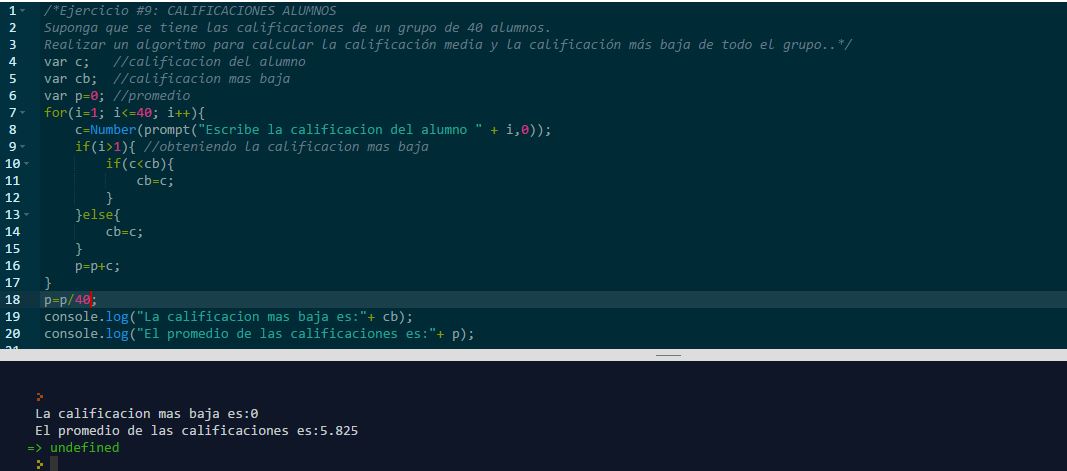 1 /*Ejercicio #9: CALIFICACIONES ALUMNOS
2 Suponga que se tiene las calificaciones de un grupo de 40 alumnos.
3 Realizar un algoritmo para calcular la calificación media y la calificación más baja de todo el grupo..*/
4 var c;   //calificacion del alumno
5 var cb;  //calificacion mas baja
6 var p=0; //promedio
7 for(i=1; i<=40; i++){
8     c=Number(prompt("Escribe la calificacion del alumno " + i,0));
9     if(i>1){ //obteniendo la calificacion mas baja
10         if(c<cb){
11             cb=c;
12         }
13     }else{
14         cb=c;
15     }
16     p=p+c;
17 }
18 p=p/40;
19 console.log("La calificacion mas baja es:"+ cb);
20 console.log("El promedio de las calificaciones es:"+ p);
21
>
La calificacion mas baja es:0
El promedio de las calificaciones es:5.825
=> undefined
>